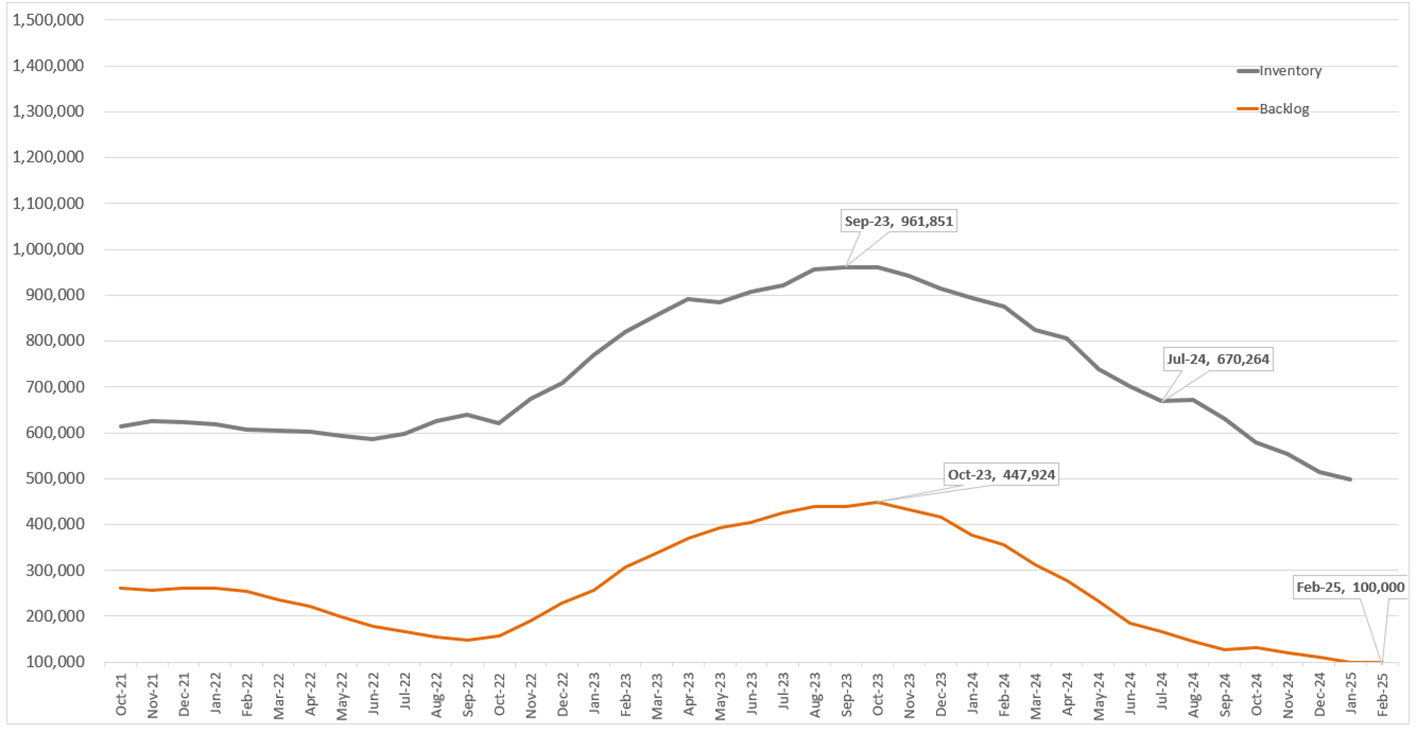 1,500,000
1,400,000
1,300,000
1,200,000
1,100,000
1,000,000
900,000
800,000
700,000
600,000
500,000
400,000
300,000
200,000
100,000
Inventory
Backlog
Sep-23, 961,851
Jul-24, 670,264
Oct-23, 447,924
Feb-25, 100,000
Oct-21
Nov-21
Dec-21
Jan-22
Feb-22
Mar-22
Apr-22
May-22
Jun-22
Jul-22
Aug-22
Sep-22
Oct-22
Nov-22
Dec-22
Jan-23
Feb-23
Mar-23
Apr-23
May-23
Jun-23
Jul-23
Aug-23
Sep-23
Oct-23
Nov-23
Dec-23
Jan-24
Feb-24
Mar-24
Apr-24
May-24
Jun-24
Jul-24
Aug-24
Sep-24
Oct-24
Nov-24
Dec-24
Jan-25
Feb-25